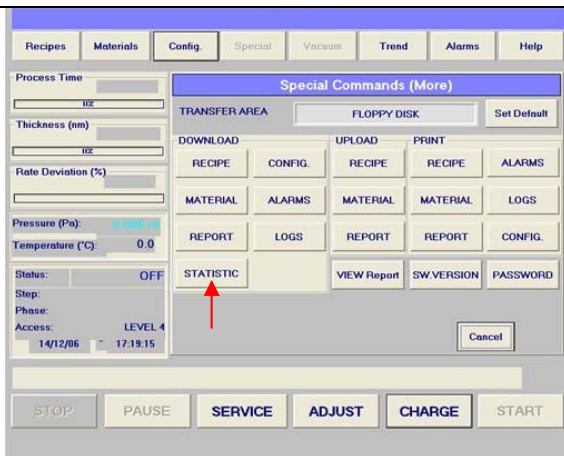 Recipes Materials Config. Special Vacuum Trend Alarms Help
Process Time
Special Commands (More)
TRANSFER AREA FLOPPY DISK Set Default
Thickness (nm)
DOWNLOAD UPLOAD PRINT
RECIPE CONFIG. RECIPE RECIPE ALARMS
Rate Deviation (%)
MATERIAL ALARMS MATERIAL MATERIAL LOGS
Pressure (Pa): 0.00E+0
REPORT LOGS REPORT REPORT CONFIG.
Temperature (°C): 0.0
Status: OFF
STATISTIC VIEW Report SW.VERSION PASSWORD
Step:
Phase:
Access: LEVEL 4
14/12/06 - 17:19:15
Cancel
STOP PAUSE SERVICE ADJUST CHARGE START